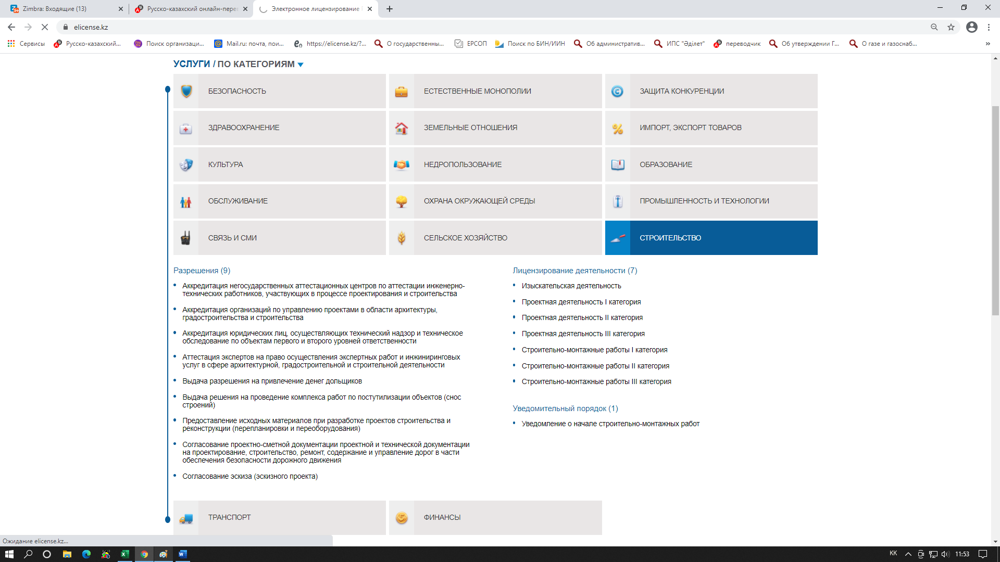 Zimbra: Входящие (13)
Русско-казахский онлайн-перев
Электронное лицензирование
elicense.kz
Сервисы
Русско-казахский...
Поиск организаци...
Mail.ru: почта, пои...
https://elicense.kz/?...
О государственны...
ЕРСОП
Поиск по БИН/ИИН
Об административ...
ИПС "Әділет"
переводчик
Об утверждении Г...
О газе и газоснаб...
УСЛУГИ / ПО КАТЕГОРИЯМ
БЕЗОПАСНОСТЬ
ЕСТЕСТВЕННЫЕ МОНОПОЛИИ
ЗАЩИТА КОНКУРЕНЦИИ
ЗДРАВООХРАНЕНИЕ
ЗЕМЕЛЬНЫЕ ОТНОШЕНИЯ
ИМПОРТ, ЭКСПОРТ ТОВАРОВ
КУЛЬТУРА
НЕДРОПОЛЬЗОВАНИЕ
ОБРАЗОВАНИЕ
ОБСЛУЖИВАНИЕ
ОХРАНА ОКРУЖАЮЩЕЙ СРЕДЫ
ПРОМЫШЛЕННОСТЬ И ТЕХНОЛОГИИ
СВЯЗЬ И СМИ
СЕЛЬСКОЕ ХОЗЯЙСТВО
СТРОИТЕЛЬСТВО
Разрешения (9)
Аккредитация негосударственных аттестационных центров по аттестации инженерно-
технических работников, участвующих в процессе проектирования и строительства
Аккредитация организаций по управлению проектами в области архитектуры,
градостроительства и строительства
Аккредитация юридических лиц, осуществляющих технический надзор и техническое
обследование по объектам первого и второго уровней ответственности
Аттестация экспертов на право осуществления экспертных работ и инжиниринговых
услуг в сфере архитектурной, градостроительной и строительной деятельности
Выдача разрешения на привлечение денег дольщиков
Выдача решения на проведение комплекса работ по постутилизации объектов (снос
строений)
Предоставление исходных материалов при разработке проектов строительства и
реконструкции (перепланировки и переоборудования)
Согласование проектно-сметной документации проектной и технической документации
на проектирование, строительство, ремонт, содержание и управление дорог в части
обеспечения безопасности дорожного движения
Согласование эскиза (эскизного проекта)
Лицензирование деятельности (7)
Изыскательская деятельность
Проектная деятельность I категория
Проектная деятельность II категория
Проектная деятельность III категория
Строительно-монтажные работы I категория
Строительно-монтажные работы II категория
Строительно-монтажные работы III категория
Уведомительный порядок (1)
Уведомление о начале строительно-монтажных работ
ТРАНСПОРТ
ФИНАНСЫ
Ожидание elicense.kz...
KK
11:53